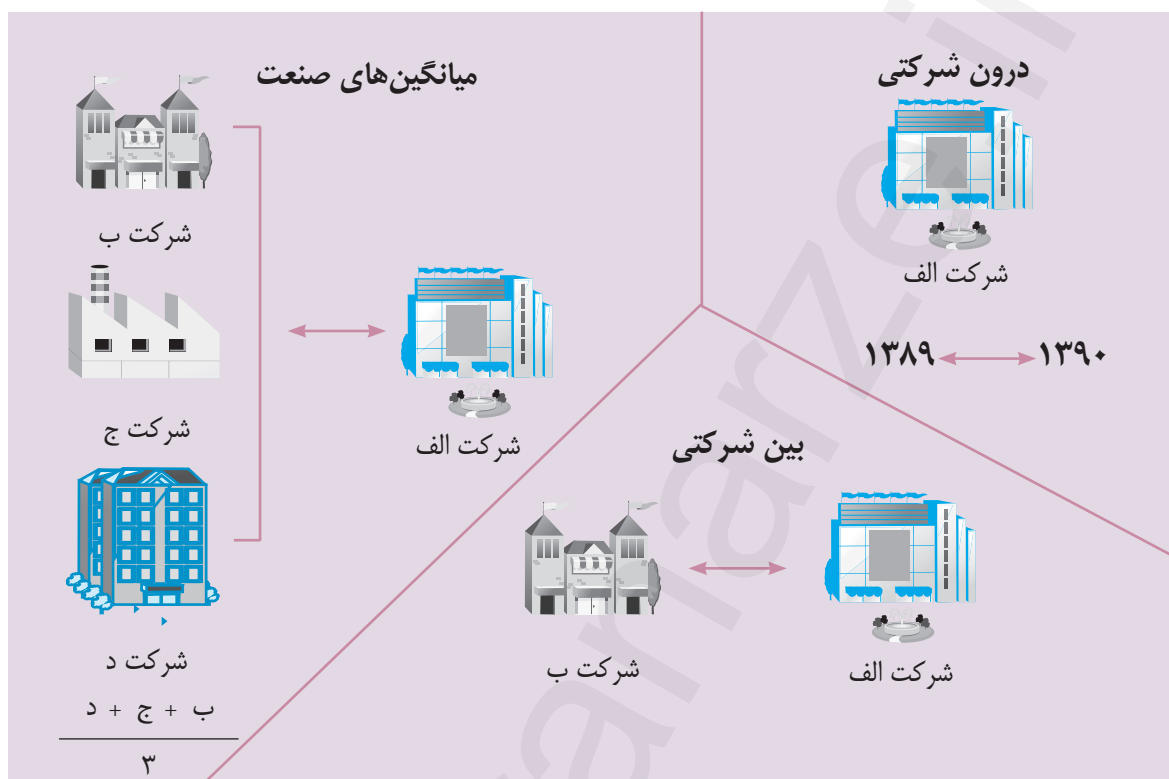 درون شرکتی
شرکت الف
۱۳۹۰ ۱۳۸۹
میانگین‌های صنعت
شرکت ب
شرکت ج
شرکت د
ب + ج + د
۳
شرکت الف
بین شرکتی
شرکت الف
شرکت ب